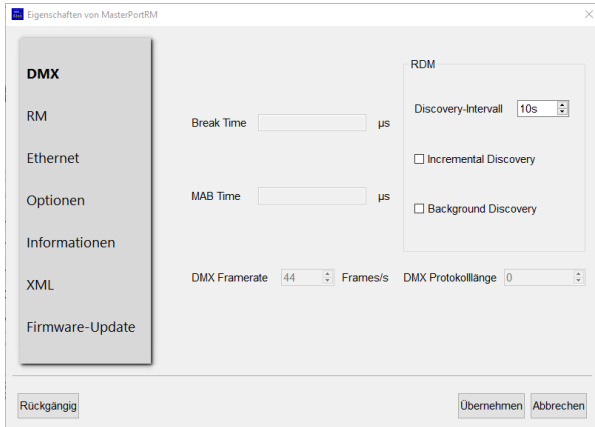 Eigenschaften von MasterPortRM
DMX
RM
Ethernet
Optionen
Informationen
XML
Firmware-Update
RDM
Discovery-Intervall 10s
Break Time µs
Incremental Discovery
MAB Time µs
Background Discovery
DMX Framerate 44 Frames/s DMX Protokolllänge 0
Rückgängig Übernehmen Abbrechen